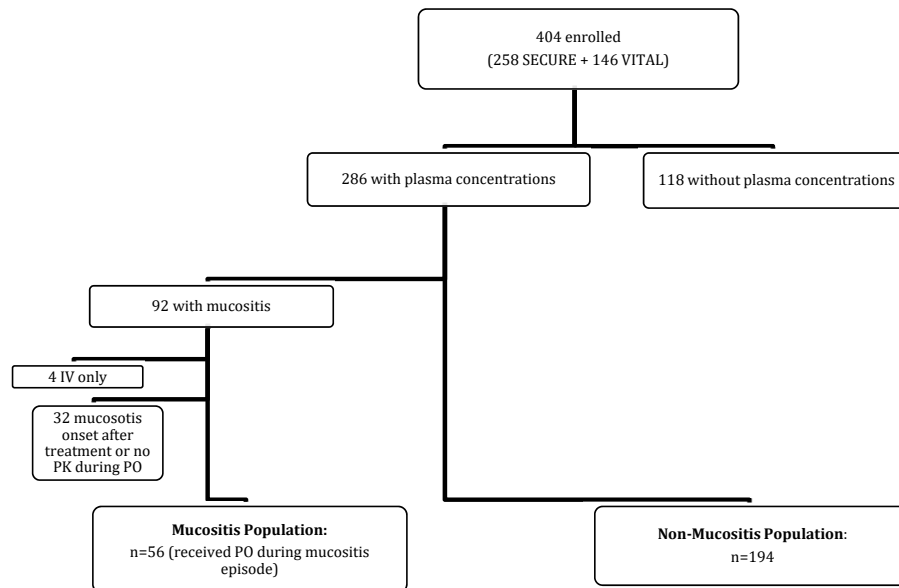 404 enrolled
(258 SECURE + 146 VITAL)
286 with plasma concentrations
118 without plasma concentrations
92 with mucositis
4 IV only
32 mucosotis
onset after
treatment or no
PK during PO
Mucositis Population:
n=56 (received PO during mucositis
episode)
Non-Mucositis Population:
n=194